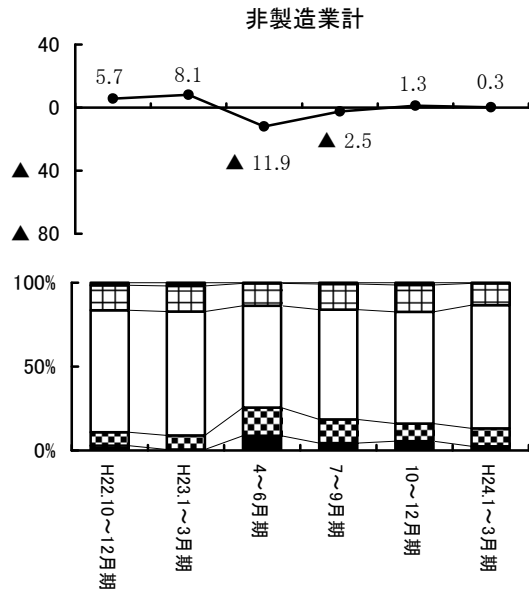 非製造業計
40
5.7
8.1
1.3
0.3
0
▲ 11.9
▲ 2.5
▲ 40
▲ 80
100%
50%
0%
H22.10～12月期
H23.1～3月期
4～6月期
7～9月期
10～12月期
H24.1～3月期